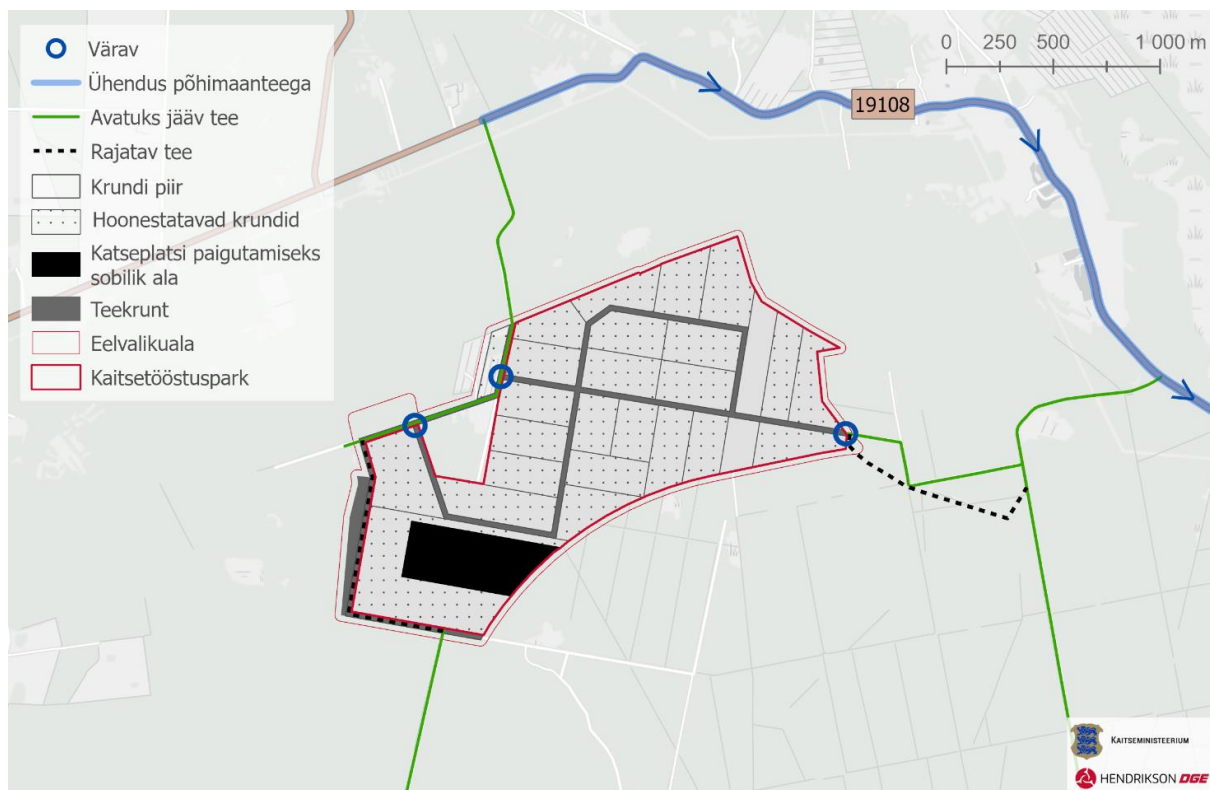 Värav
Ühendus põhimaanteega
Avatuks jääv tee
Rajatav tee
Krundi piir
Hoonestatavad krundid
Katseplatsi paigutamiseks
sobilik ala
Teekrunt
Eelvalikuala
Kaitsetööstuspark
0 250 500 1 000 m
19108
KAITSEMINISTEERIUM
HENDRIKSON DGE